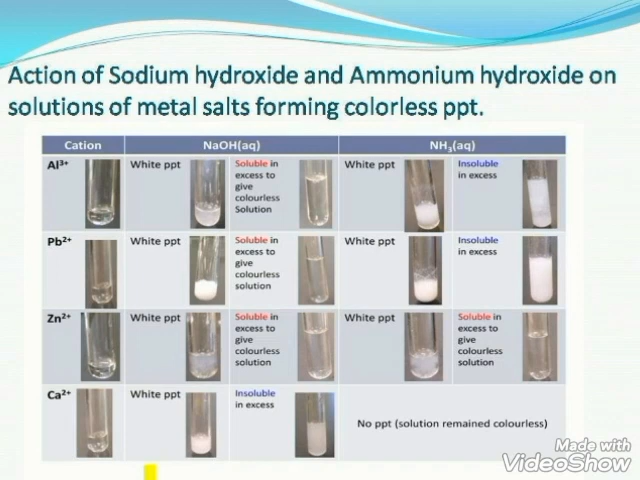 Action of Sodium hydroxide and Ammonium hydroxide on
solutions of metal salts forming colorless ppt.
Cation
NaOH(aq)
NH₃(aq)
Al³⁺
White ppt
Soluble in
excess to
give
colourless
Solution
White ppt
Insoluble
in excess
Pb²⁺
White ppt
Soluble in
excess to
give
colourless
solution
White ppt
Insoluble
in excess
Zn²⁺
White ppt
Soluble in
excess to
give
colourless
solution
White ppt
Soluble in
excess to
give
colourless
solution
Ca²⁺
White ppt
Insoluble
in excess
No ppt (solution remained colourless)
Made with
VideoShow